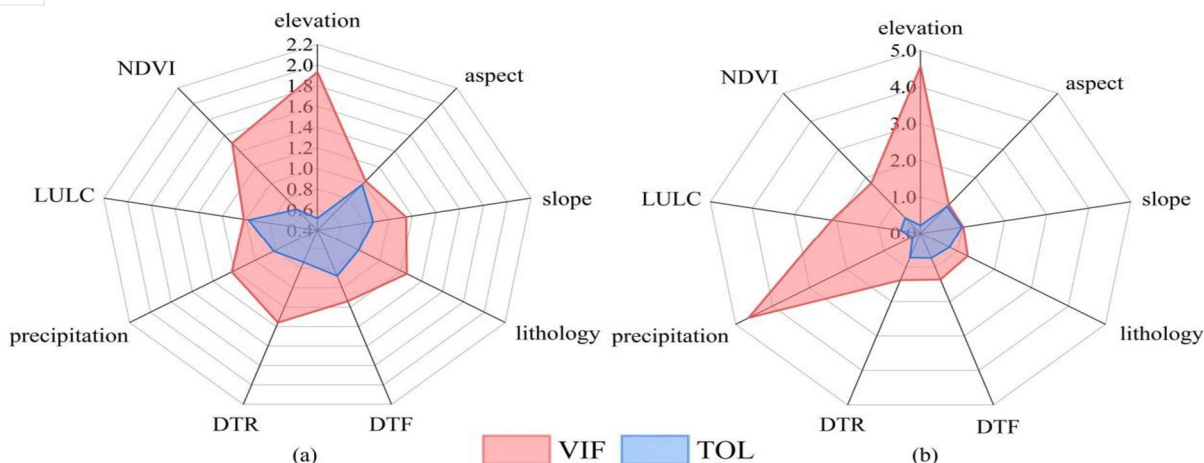 elevation
2.2
2.0
1.8
1.6
1.4
1.2
1.0
0.8
0.6
0.4
aspect
slope
lithology
DTF
DTR
precipitation
LULC
NDVI
(a)
elevation
5.0
4.0
3.0
2.0
1.0
0.0
aspect
slope
lithology
DTF
DTR
precipitation
LULC
NDVI
(b)
VIF
TOL